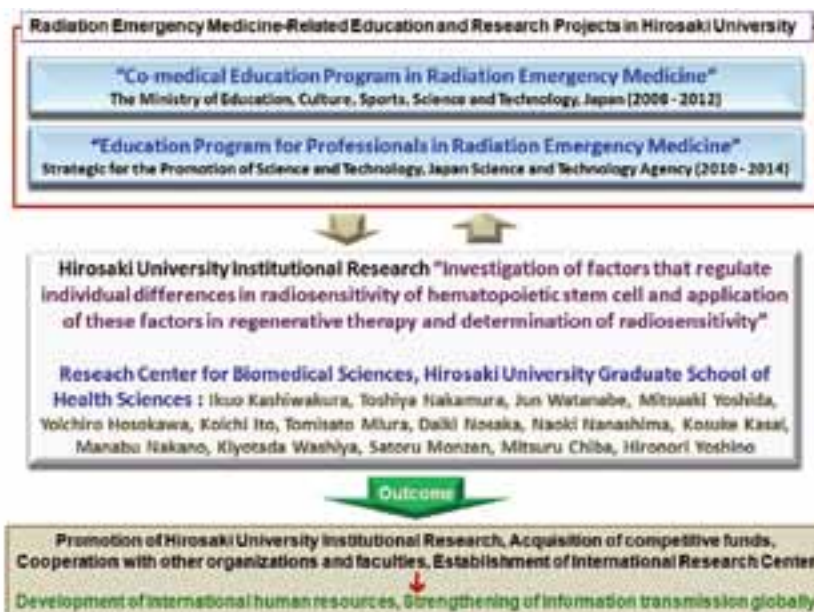 Radiation Emergency Medicine-Related Education and Research Projects in Hirosaki University
"Co-medical Education Program in Radiation Emergency Medicine"
The Ministry of Education, Culture, Sports, Science and Technology, Japan (2008 - 2012)
"Education Program for Professionals in Radiation Emergency Medicine"
Strategic for the Promotion of Science and Technology, Japan Science and Technology Agency (2010 - 2014)
Hirosaki University Institutional Research "Investigation of factors that regulate
individual differences in radiosensitivity of hematopoietic stem cell and application
of these factors in regenerative therapy and determination of radiosensitivity"
Reseach Center for Biomedical Sciences, Hirosaki University Graduate School of
Health Sciences : Ikuo Kashiwakura, Toshiya Nakamura, Jun Watanabe, Mitsuaki Yoshida,
Yoichiro Hosokawa, Koichi Ito, Tomisato Miura, Daiki Nosaka, Naoki Nanashima, Kosuke Kasai,
Manabu Nakano, Kiyotada Washiya, Satoru Monzen, Mitsuru Chiba, Hironori Yoshino
Outcome
Promotion of Hirosaki University Institutional Research, Acquisition of competitive funds,
Cooperation with other organizations and faculties, Establishment of International Research Center
Development of international human resources, Strengthening of information transmission globally